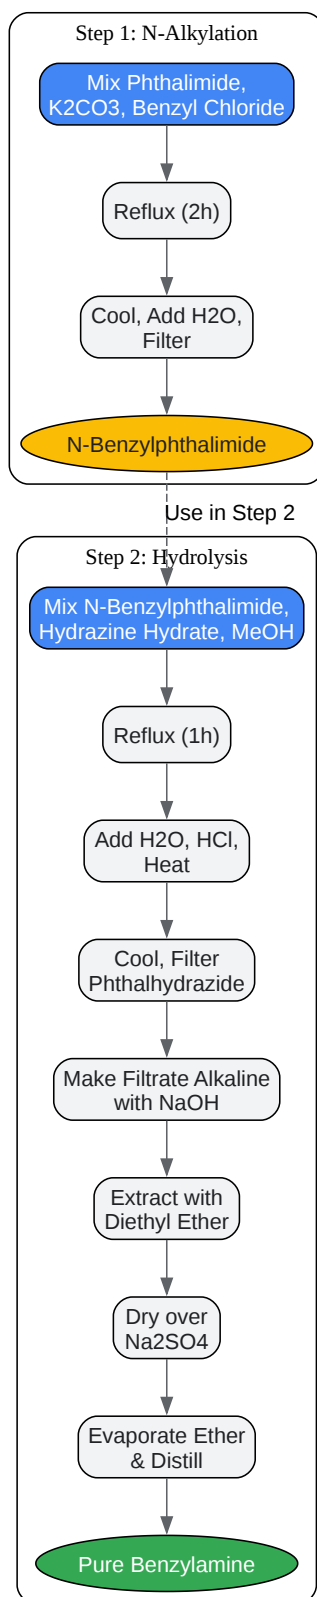 Step 1: N-Alkylation
Mix Phthalimide,
K2CO3, Benzyl Chloride
Reflux (2h)
Cool, Add H2O,
Filter
N-Benzylphthalimide
Use in Step 2
Step 2: Hydrolysis
Mix N-Benzylphthalimide,
Hydrazine Hydrate, MeOH
Reflux (1h)
Add H2O, HCl,
Heat
Cool, Filter
Phthalhydrazide
Make Filtrate Alkaline
with NaOH
Extract with
Diethyl Ether
Dry over
Na2SO4
Evaporate Ether
& Distill
Pure Benzylamine